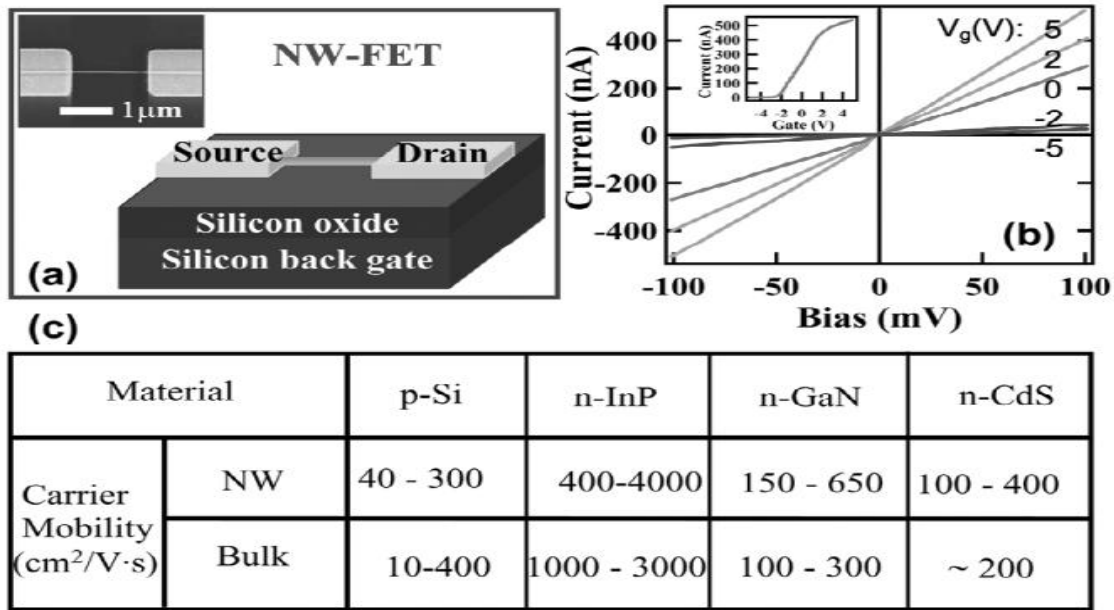 (a)
NW-FET
1μm
Source
Drain
Silicon oxide
Silicon back gate
(b)
Current (nA)
400
200
0
-200
-400
-100
-50
0
50
100
Bias (mV)
Vg(V): 5
2
0
-2
-5
Current (nA)
500
400
300
200
100
0
-4 -2 0 2 4
Gate (V)
(c)
Material p-Si n-InP n-GaN n-CdS
Carrier Mobility (cm²/V·s)
NW 40 - 300 400-4000 150 - 650 100 - 400
Bulk 10-400 1000 - 3000 100 - 300 ~ 200